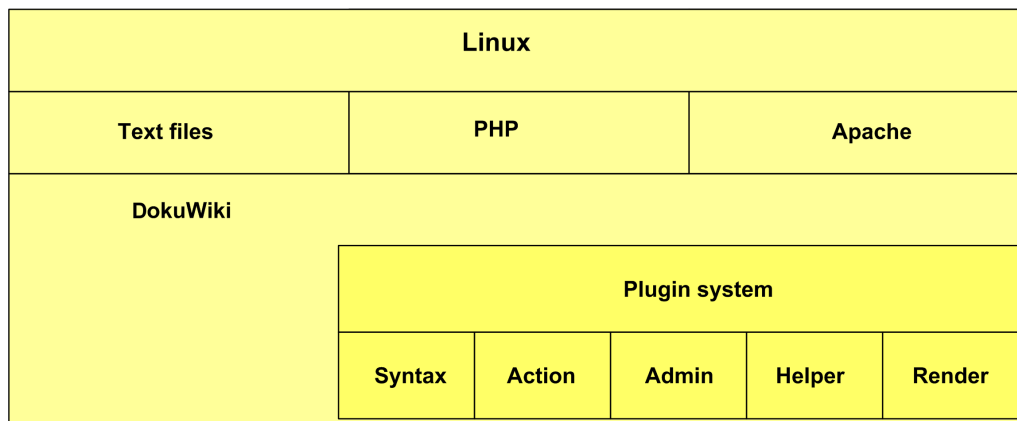 Linux
Text files
PHP
Apache
DokuWiki
Plugin system
Syntax
Action
Admin
Helper
Render